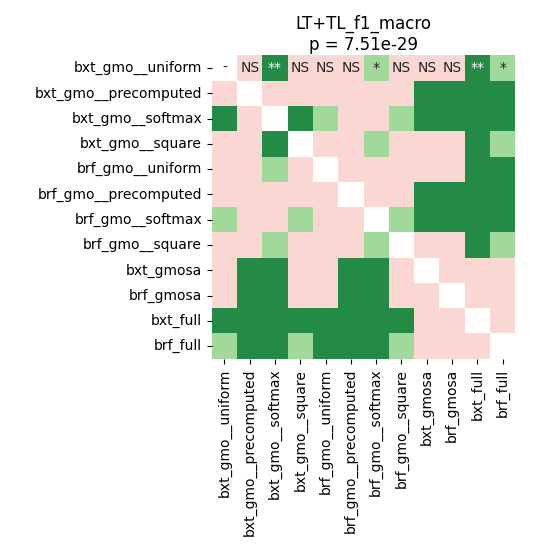 LT+TL_f1_macro
p = 7.51e-29
bxt_gmo__uniform - NS ** NS NS NS * NS NS NS ** *
bxt_gmo__precomputed
bxt_gmo__softmax
bxt_gmo__square
brf_gmo__uniform
brf_gmo__precomputed
brf_gmo__softmax
brf_gmo__square
bxt_gmosa
brf_gmosa
bxt_full
brf_full
bxt_gmo__uniform
bxt_gmo__precomputed
bxt_gmo__softmax
bxt_gmo__square
brf_gmo__uniform
brf_gmo__precomputed
brf_gmo__softmax
brf_gmo__square
bxt_gmosa
brf_gmosa
bxt_full
brf_full